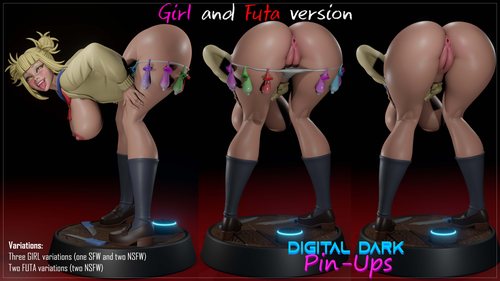 Girl and Futa version
Variations:
Three GIRL variations (one SFW and two NSFW)
Two FUTA variations (two NSFW)
DIGITAL DARK
Pin-Ups